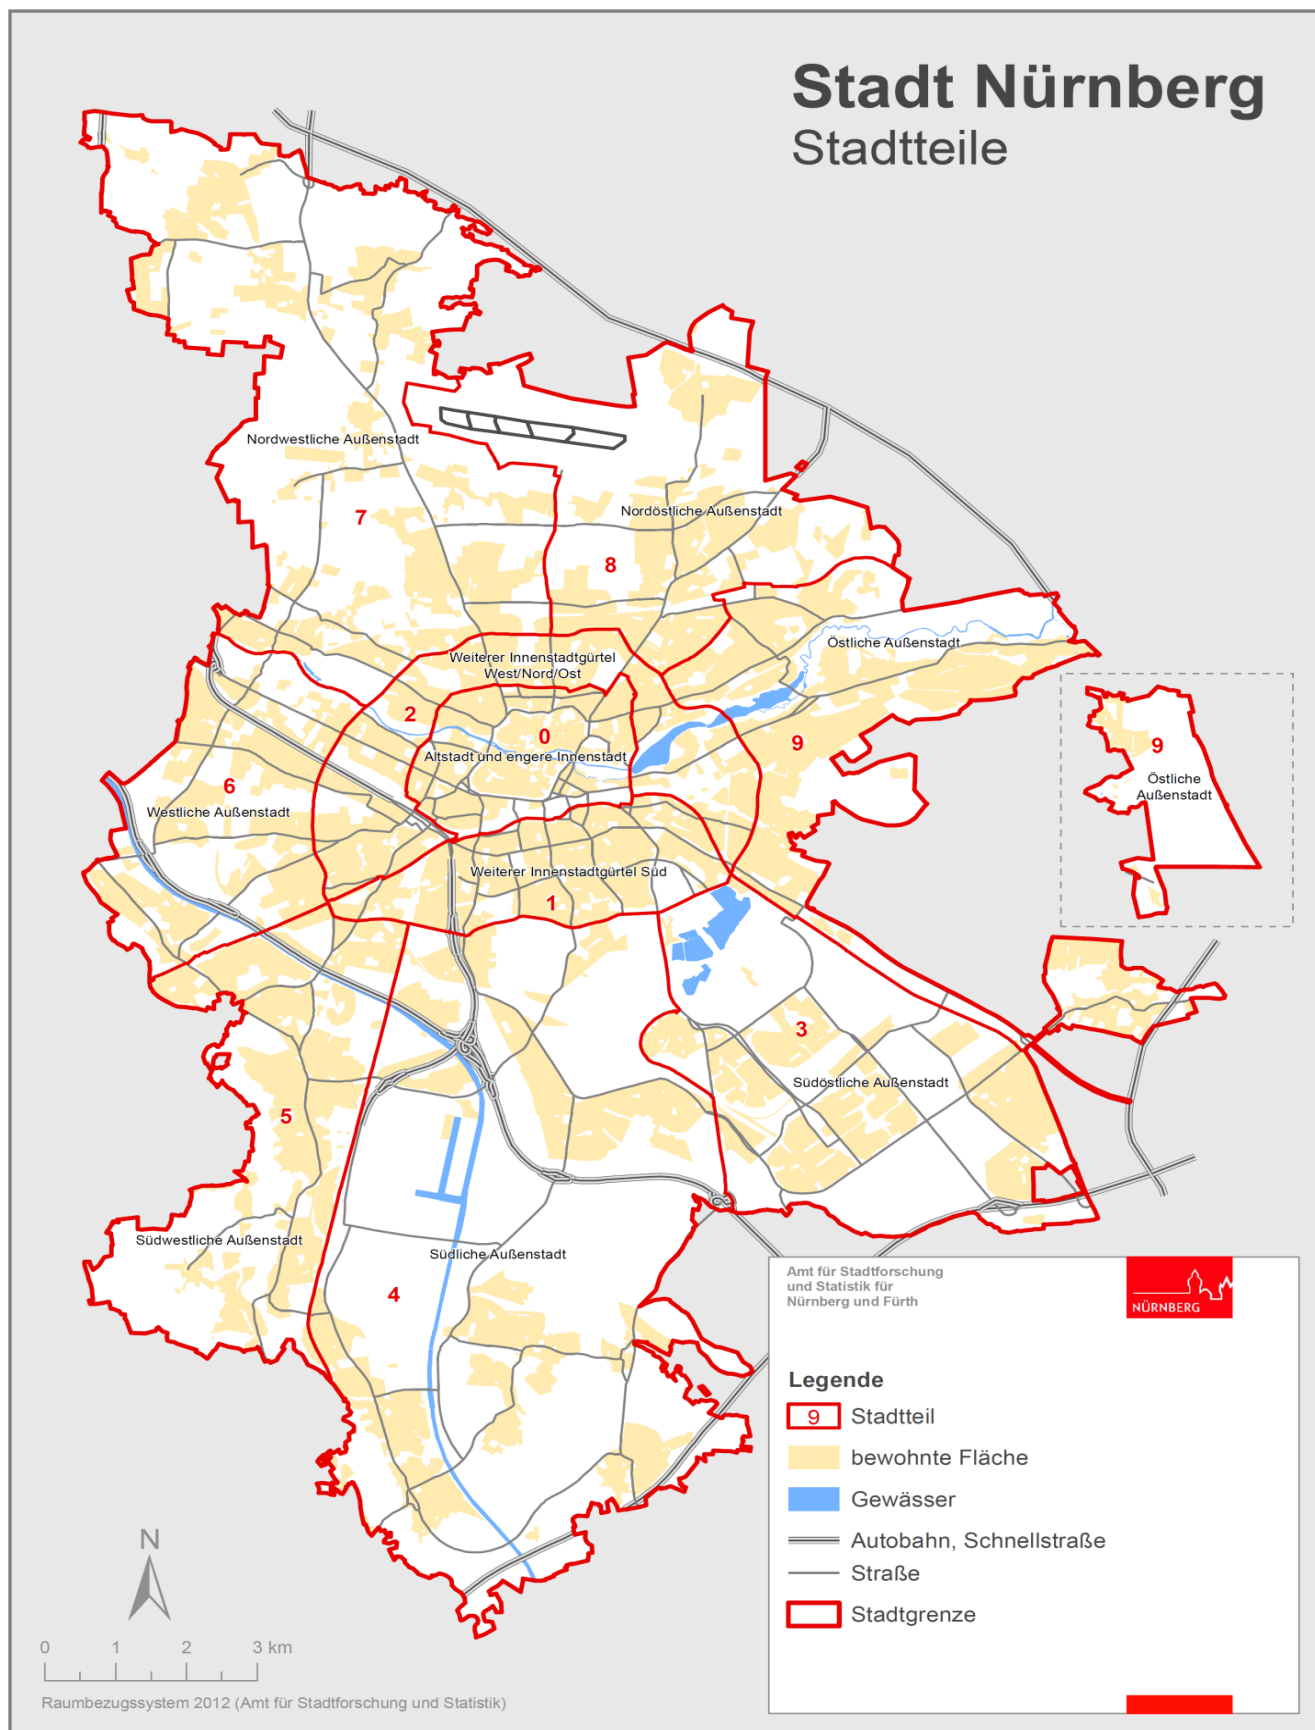 Stadt Nürnberg
Stadtteile
Nordwestliche Außenstadt
7
Nordöstliche Außenstadt
8
Östliche Außenstadt
Weiterer Innenstadtgürtel
West/Nord/Ost
2
0
9
Altstadt und engere Innenstadt
6
Westliche Außenstadt
9
Östliche
Außenstadt
Weiterer Innenstadtgürtel Süd
1
3
Südöstliche Außenstadt
5
Südwestliche Außenstadt
Südliche Außenstadt
4
Amt für Stadtforschung
und Statistik für
Nürnberg und Fürth
NÜRNBERG
Legende
9 Stadtteil
bewohnte Fläche
Gewässer
Autobahn, Schnellstraße
Straße
Stadtgrenze
N
0 1 2 3 km
Raumbezugssystem 2012 (Amt für Stadtforschung und Statistik)